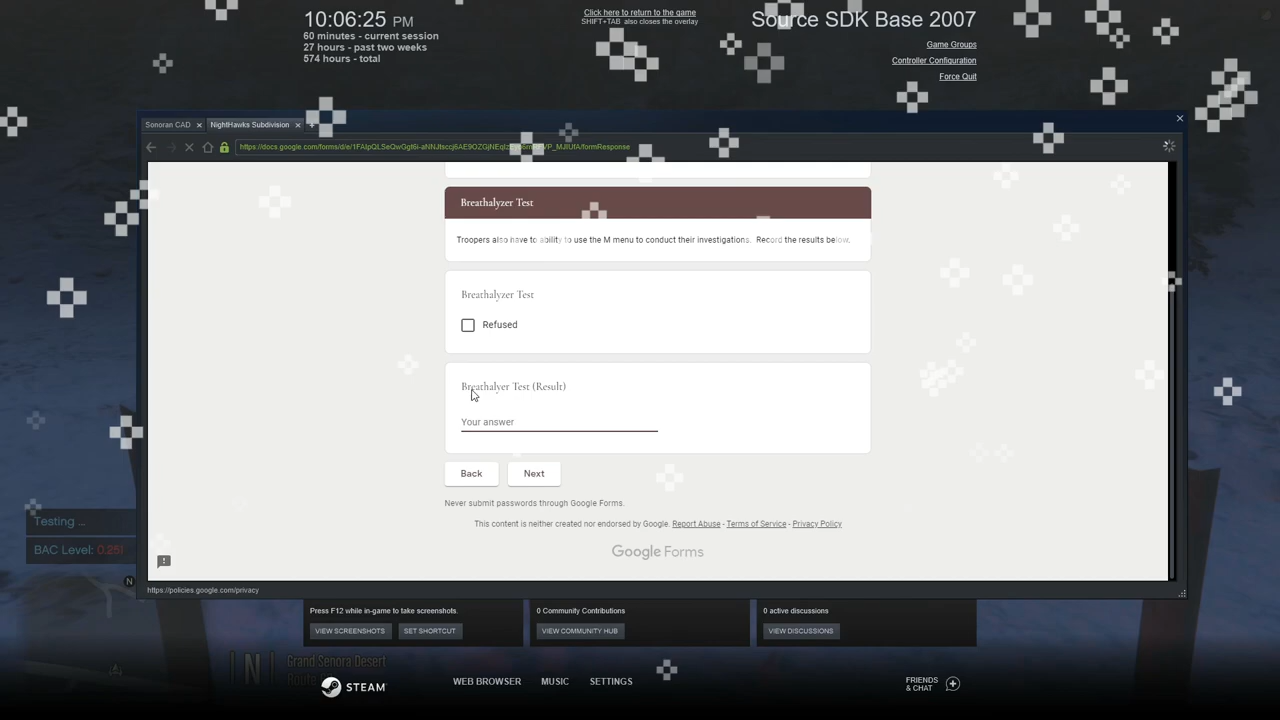 10:06:25 PM
60 minutes - current session
27 hours - past two weeks
574 hours - total
Click here to return to the game
SHIFT+TAB also closes the overlay
Source SDK Base 2007
Game Groups
Controller Configuration
Force Quit
Sonoran CAD
NightHawks Subdivision
Breathalyzer Test
Troopers also have to ability to use the M menu to conduct their investigations. Record the results below.
Breathalyzer Test
Refused
Breathalyer Test (Result)
Your answer
Back Next
Never submit passwords through Google Forms.
This content is neither created nor endorsed by Google. Report Abuse - Terms of Service - Privacy Policy
Google Forms
Testing ...
BAC Level: 0.251
N
https://policies.google.com/privacy
Press F12 while in-game to take screenshots.
VIEW SCREENSHOTS SET SHORTCUT
0 Community Contributions
VIEW COMMUNITY HUB
0 active discussions
VIEW DISCUSSIONS
N
Grand Senora Desert
Route
STEAM
WEB BROWSER MUSIC SETTINGS
FRIENDS
& CHAT